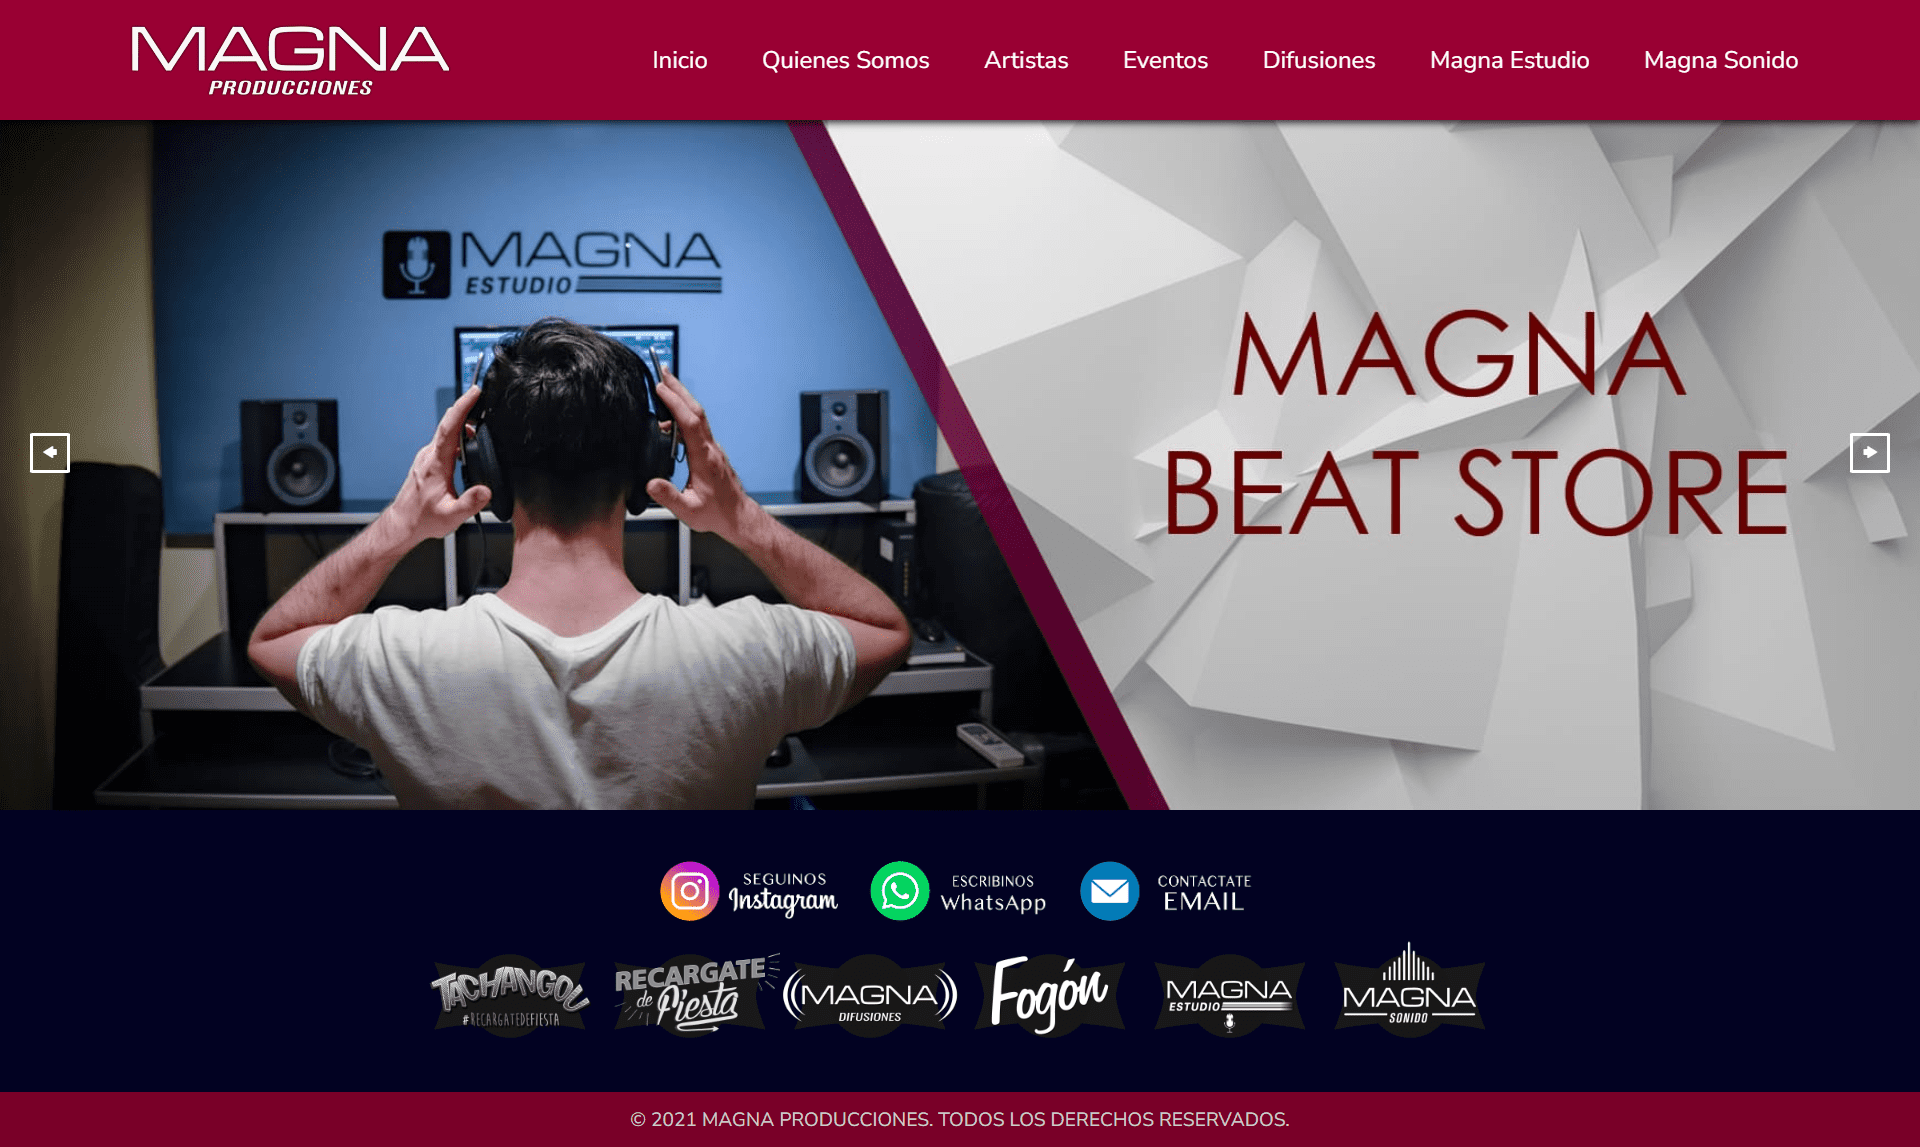 MAGNA
PRODUCCIONES
Inicio
Quienes Somos
Artistas
Eventos
Difusiones
Magna Estudio
Magna Sonido
MAGNA
ESTUDIO
MAGNA
BEAT STORE
SEGUINOS
Instagram
ESCRIBINOS
WhatsApp
CONTACTATE
EMAIL
TACHANGOU
#RECARGATEDEFIESTA
RECARGATE
de Fiesta
MAGNA
DIFUSIONES
Fogón
MAGNA
ESTUDIO
MAGNA
SONIDO
© 2021 MAGNA PRODUCCIONES. TODOS LOS DERECHOS RESERVADOS.